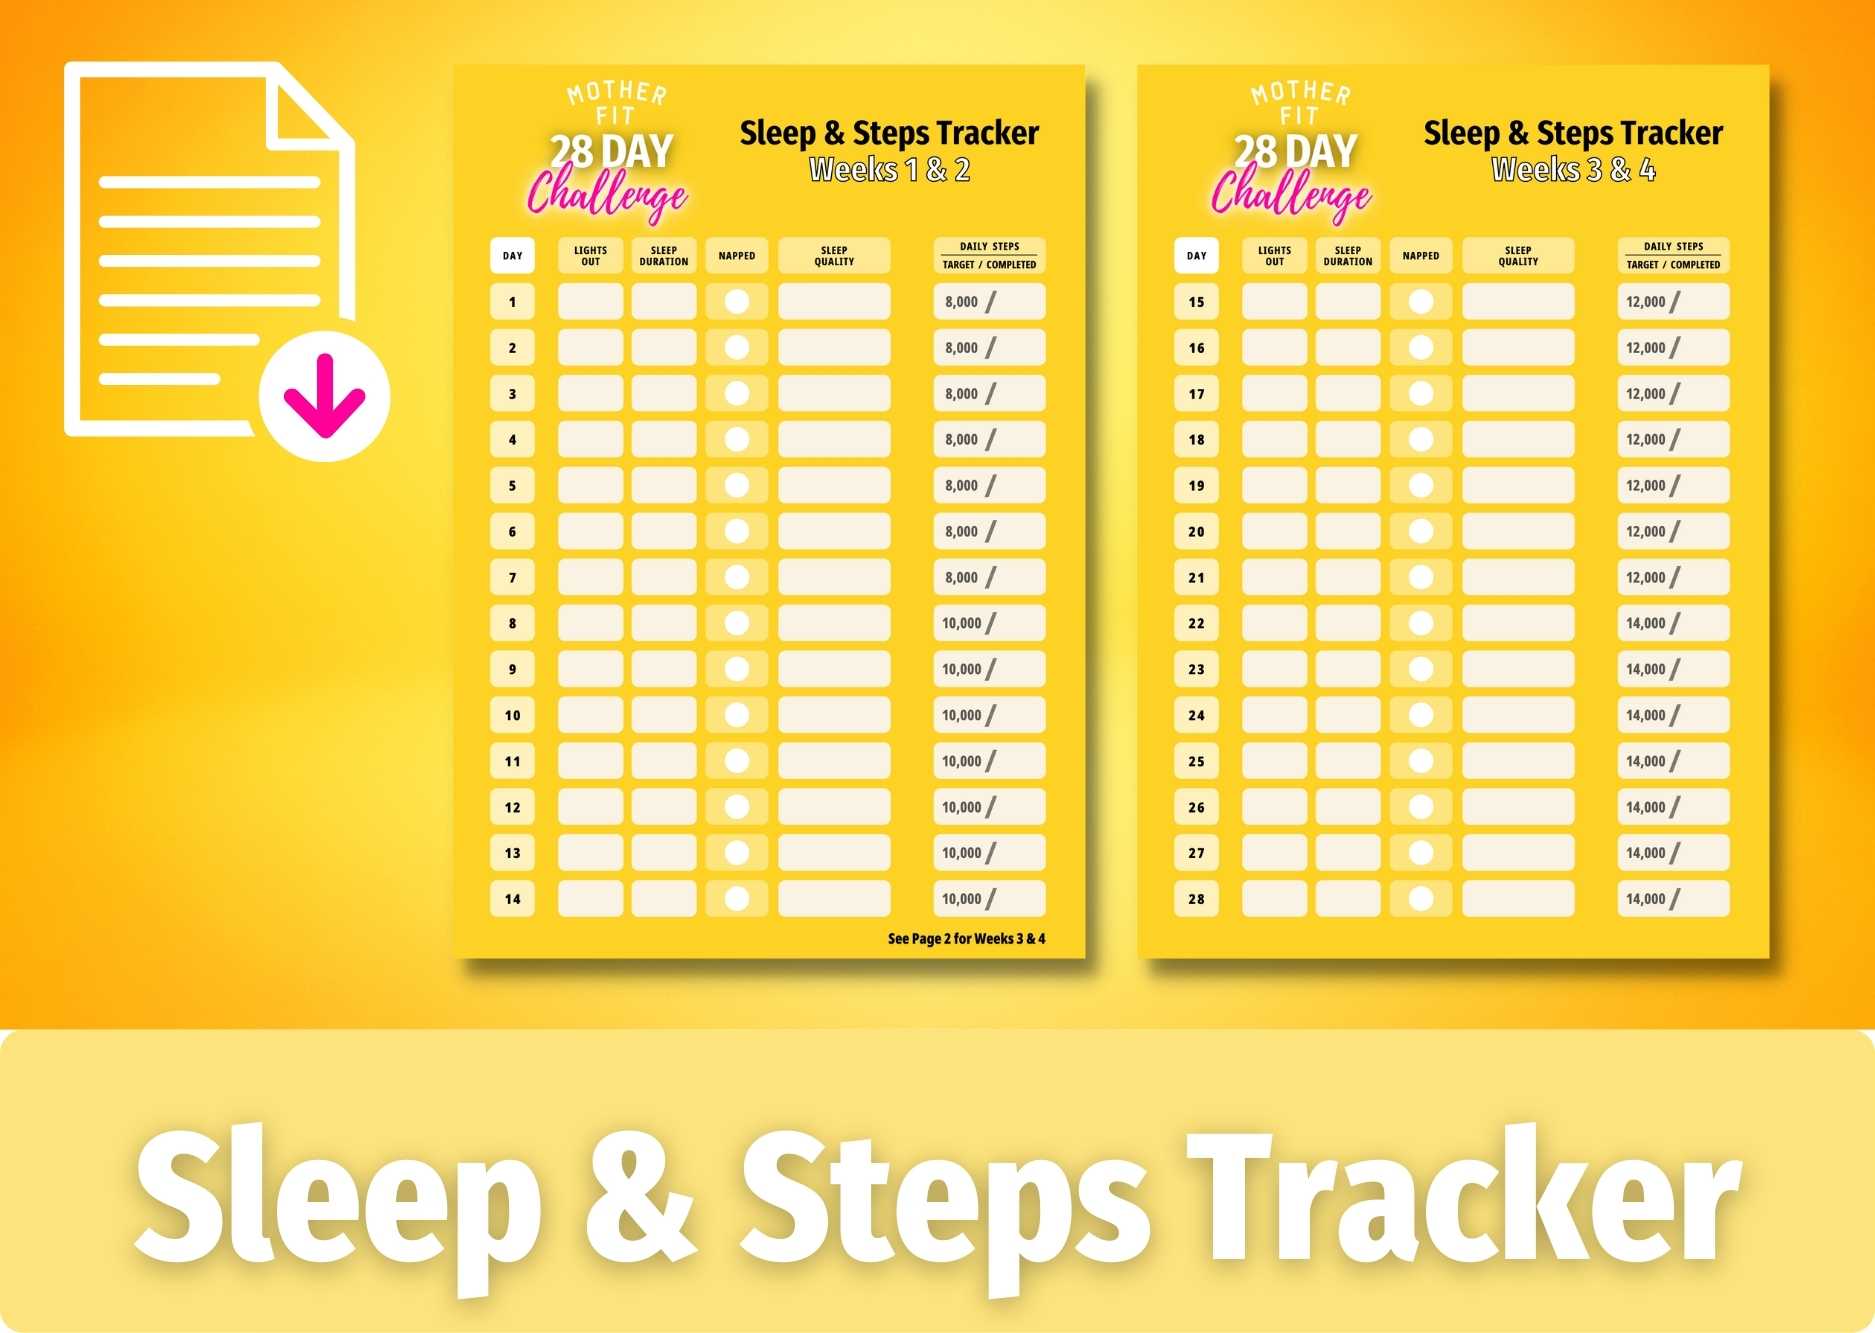 MOTHER
FIT
28 DAY
Challenge
Sleep & Steps Tracker
Weeks 1 & 2
DAY LIGHTS OUT SLEEP DURATION NAPPED SLEEP QUALITY DAILY STEPS TARGET / COMPLETED
1 8,000 /
2 8,000 /
3 8,000 /
4 8,000 /
5 8,000 /
6 8,000 /
7 8,000 /
8 10,000 /
9 10,000 /
10 10,000 /
11 10,000 /
12 10,000 /
13 10,000 /
14 10,000 /
See Page 2 for Weeks 3 & 4
MOTHER
FIT
28 DAY
Challenge
Sleep & Steps Tracker
Weeks 3 & 4
DAY LIGHTS OUT SLEEP DURATION NAPPED SLEEP QUALITY DAILY STEPS TARGET / COMPLETED
15 12,000 /
16 12,000 /
17 12,000 /
18 12,000 /
19 12,000 /
20 12,000 /
21 12,000 /
22 14,000 /
23 14,000 /
24 14,000 /
25 14,000 /
26 14,000 /
27 14,000 /
28 14,000 /
Sleep & Steps Tracker